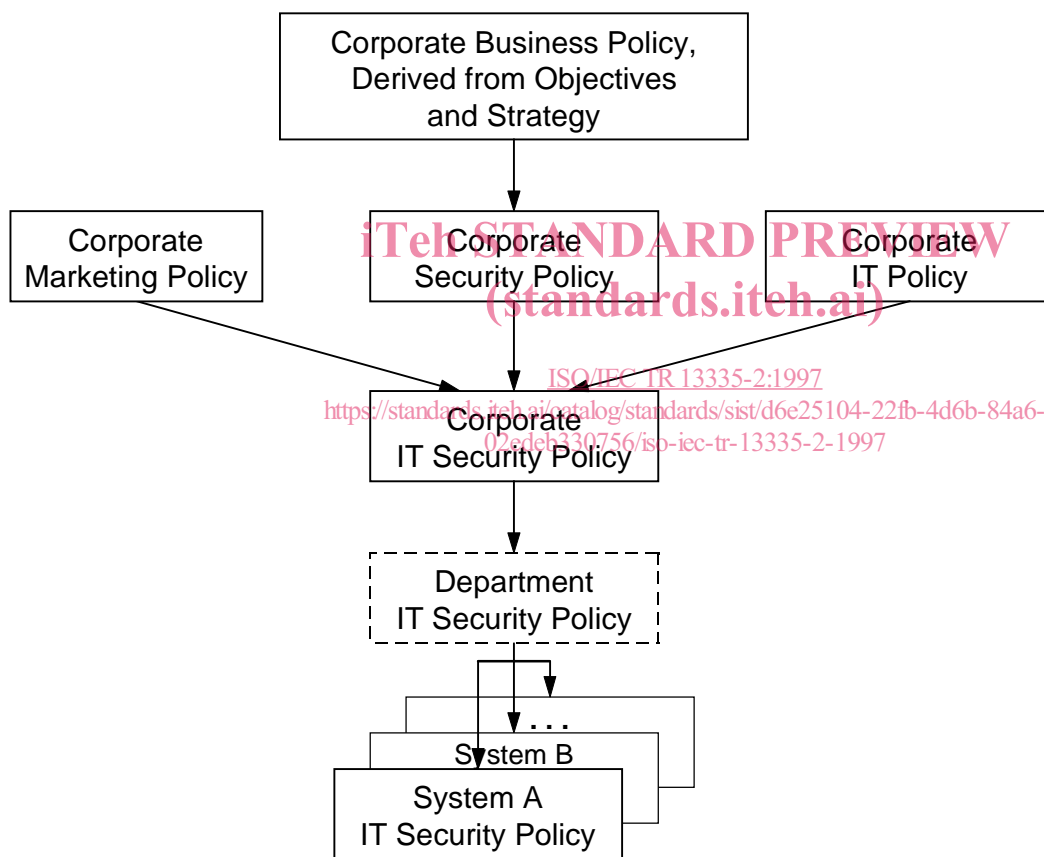 Corporate Business Policy,
Derived from Objectives
and Strategy
Corporate
Marketing Policy
Corporate
Security Policy
Corporate
IT Policy
iTeh STANDARD PREVIEW
(standards.iteh.ai)
ISO/IEC TR 13335-2:1997
https://standards.iteh.ai/catalog/standards/sist/d6e25104-22fb-4d6b-84a6-
02edeb330756/iso-iec-tr-13335-2-1997
Corporate
IT Security Policy
Department
IT Security Policy
...
System B
System A
IT Security Policy